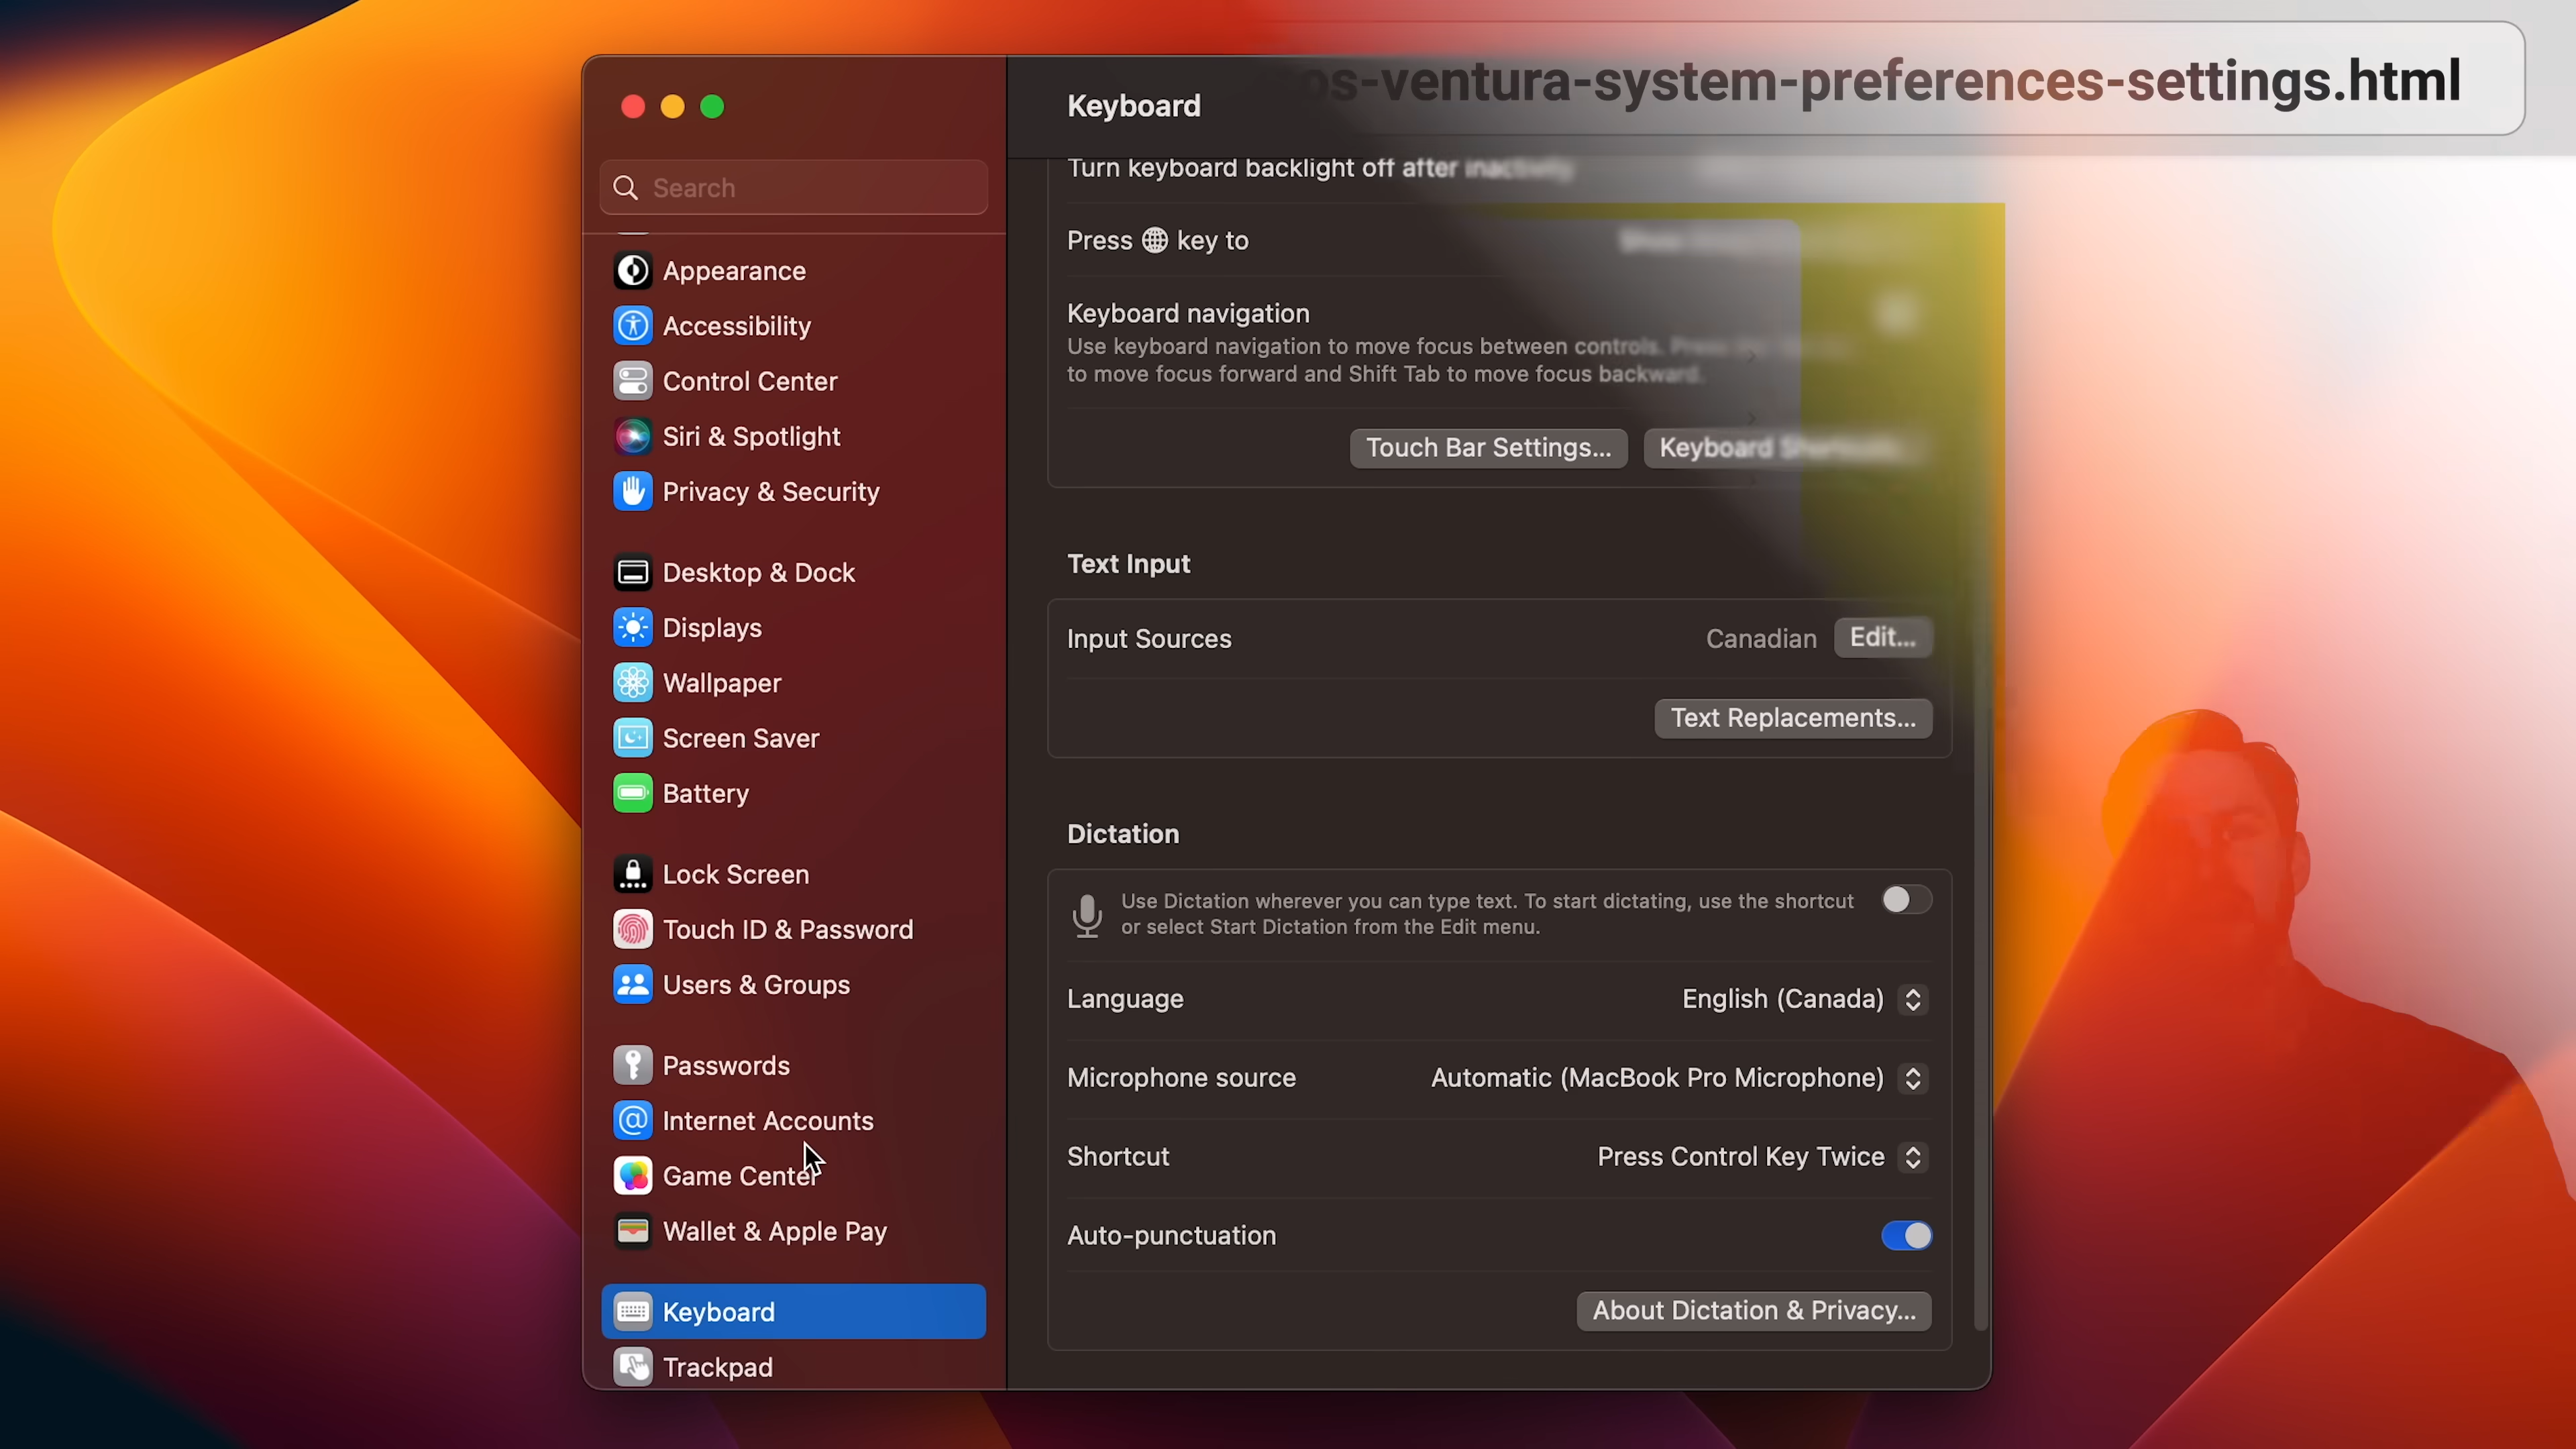 os-ventura-system-preferences-settings.html
Keyboard
Search
Appearance
Accessibility
Control Center
Siri & Spotlight
Privacy & Security
Desktop & Dock
Displays
Wallpaper
Screen Saver
Battery
Lock Screen
Touch ID & Password
Users & Groups
Passwords
Internet Accounts
Game Center
Wallet & Apple Pay
Keyboard
Trackpad
Turn keyboard backlight off after inactivity
Press key to
Keyboard navigation
Use keyboard navigation to move focus between controls. Press
to move focus forward and Shift Tab to move focus backward.
Touch Bar Settings...
Keyboard Shortcuts...
Text Input
Input Sources
Canadian
Edit...
Text Replacements...
Dictation
Use Dictation wherever you can type text. To start dictating, use the shortcut
or select Start Dictation from the Edit menu.
Language
English (Canada)
Microphone source
Automatic (MacBook Pro Microphone)
Shortcut
Press Control Key Twice
Auto-punctuation
About Dictation & Privacy...